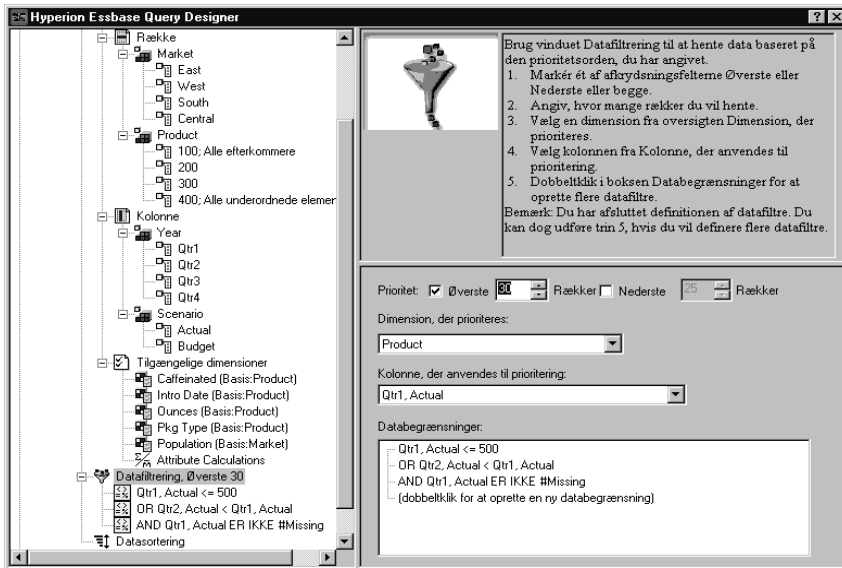 Hyperion Essbase Query Designer
Række
Market
East
West
South
Central
Product
100; Alle efterkommere
200
300
400; Alle underordnede elemer
Kolonne
Year
Qtr1
Qtr2
Qtr3
Qtr4
Scenario
Actual
Budget
Tilgængelige dimensioner
Caffeinated (Basis:Product)
Intro Date (Basis:Product)
Ounces (Basis:Product)
Pkg Type (Basis:Product)
Population (Basis:Market)
Attribute Calculations
Datafiltrering, Øverste 30
Qtr1, Actual <= 500
OR Qtr2, Actual < Qtr1, Actual
AND Qtr1, Actual ER IKKE #Missing
Datasortering
Brug vinduet Datafiltrering til at hente data baseret på
den prioritetsorden, du har angivet.
1. Markér ét af afkrydsningsfelterne Øverste eller
Nederste eller begge.
2. Angiv, hvor mange rækker du vil hente.
3. Vælg en dimension fra oversigten Dimension, der
prioriteres.
4. Vælg kolonnen fra Kolonne, der anvendes til
prioritering.
5. Dobbeltklik i boksen Databegrænsninger for at
oprette flere datafiltre.
Bemærk: Du har afsluttet definitionen af datafiltre. Du
kan dog udføre trin 5, hvis du vil definere flere datafiltre.
Prioritet: Øverste 30 Rækker Nederste 25 Rækker
Dimension, der prioriteres:
Product
Kolonne, der anvendes til prioritering:
Qtr1, Actual
Databegrænsninger:
Qtr1, Actual <= 500
OR Qtr2, Actual < Qtr1, Actual
AND Qtr1, Actual ER IKKE #Missing
(dobbeltklik for at oprette en ny databegrænsning)